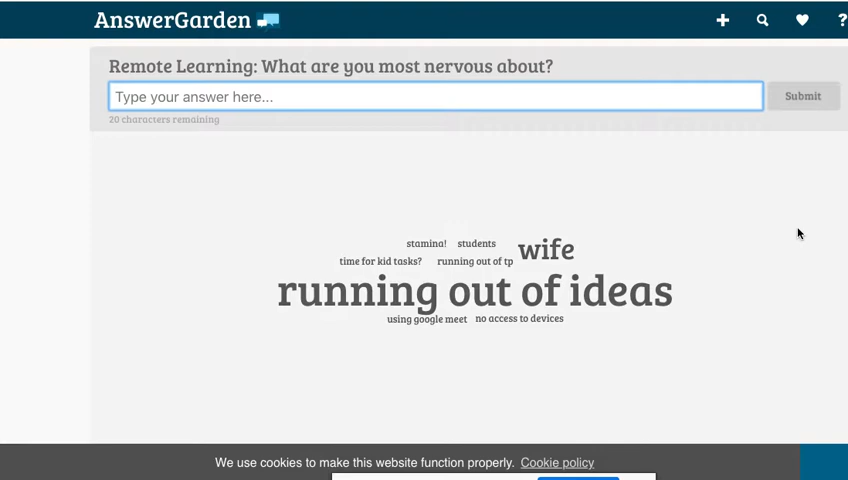 AnswerGarden
?
Remote Learning: What are you most nervous about?
Type your answer here...
Submit
20 characters remaining
stamina! students
wife
time for kid tasks? running out of tp
running out of ideas
using google meet no access to devices
We use cookies to make this website function properly. Cookie policy